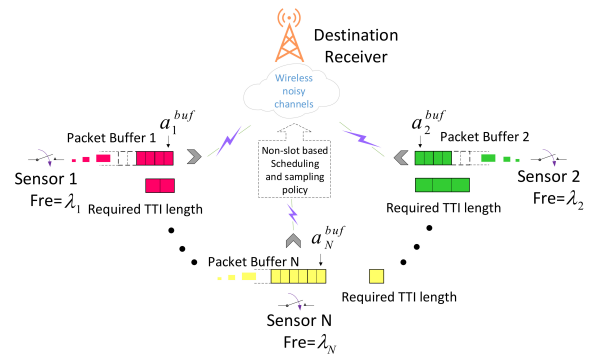 Destination
Receiver
Wireless
noisy
channels
a_1^{buf}
a_2^{buf}
Packet Buffer 1
Packet Buffer 2
Non-slot based
Scheduling
and sampling
policy
Sensor 1
Fre=λ_1
Sensor 2
Fre=λ_2
Required TTI length
Required TTI length
a_N^{buf}
Packet Buffer N
Required TTI length
Sensor N
Fre=λ_N